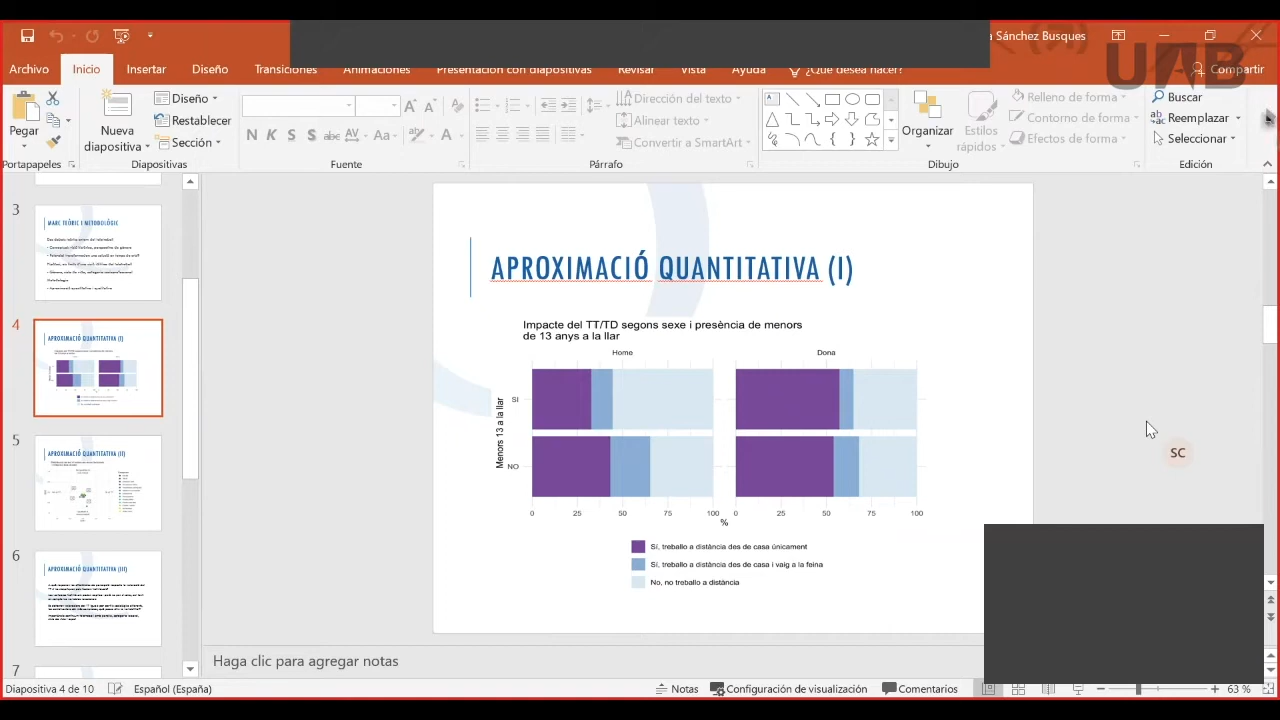 a Sánchez Busques
UAB
Archivo Inicio Insertar Diseño Transiciones Animaciones Presentación con diapositivas Revisar Vista Ayuda ¿Qué desea hacer? Compartir
Pegar
Nueva diapositiva
Diseño
Restablecer
Sección
N K S S abc AV Aa A
Dirección del texto
Alinear texto
Convertir a SmartArt
Organizar
Estilos rápidos
Relleno de forma
Contorno de forma
Efectos de forma
Buscar
Reemplazar
Seleccionar
Portapapeles Diapositivas Fuente Párrafo Dibujo Edición
3
MARC TEÒRIC I METODOLÒGIC
4
APROXIMACIÓ QUANTITATIVA (I)
5
APROXIMACIÓ QUANTITATIVA (II)
6
APROXIMACIÓ QUANTITATIVA (III)
7
APROXIMACIÓ QUANTITATIVA (I)
Impacte del TT/TD segons sexe i presència de menors
de 13 anys a la llar
Home Dona
Menors 13 a la llar
SI
NO
0 25 50 75 100 0 25 50 75 100
%
Sí, treballo a distància des de casa únicament
Sí, treballo a distància des de casa i vaig a la feina
No, no treballo a distància
SC
Haga clic para agregar notas
Diapositiva 4 de 10 Español (España) Notas Configuración de visualización Comentarios 63 %